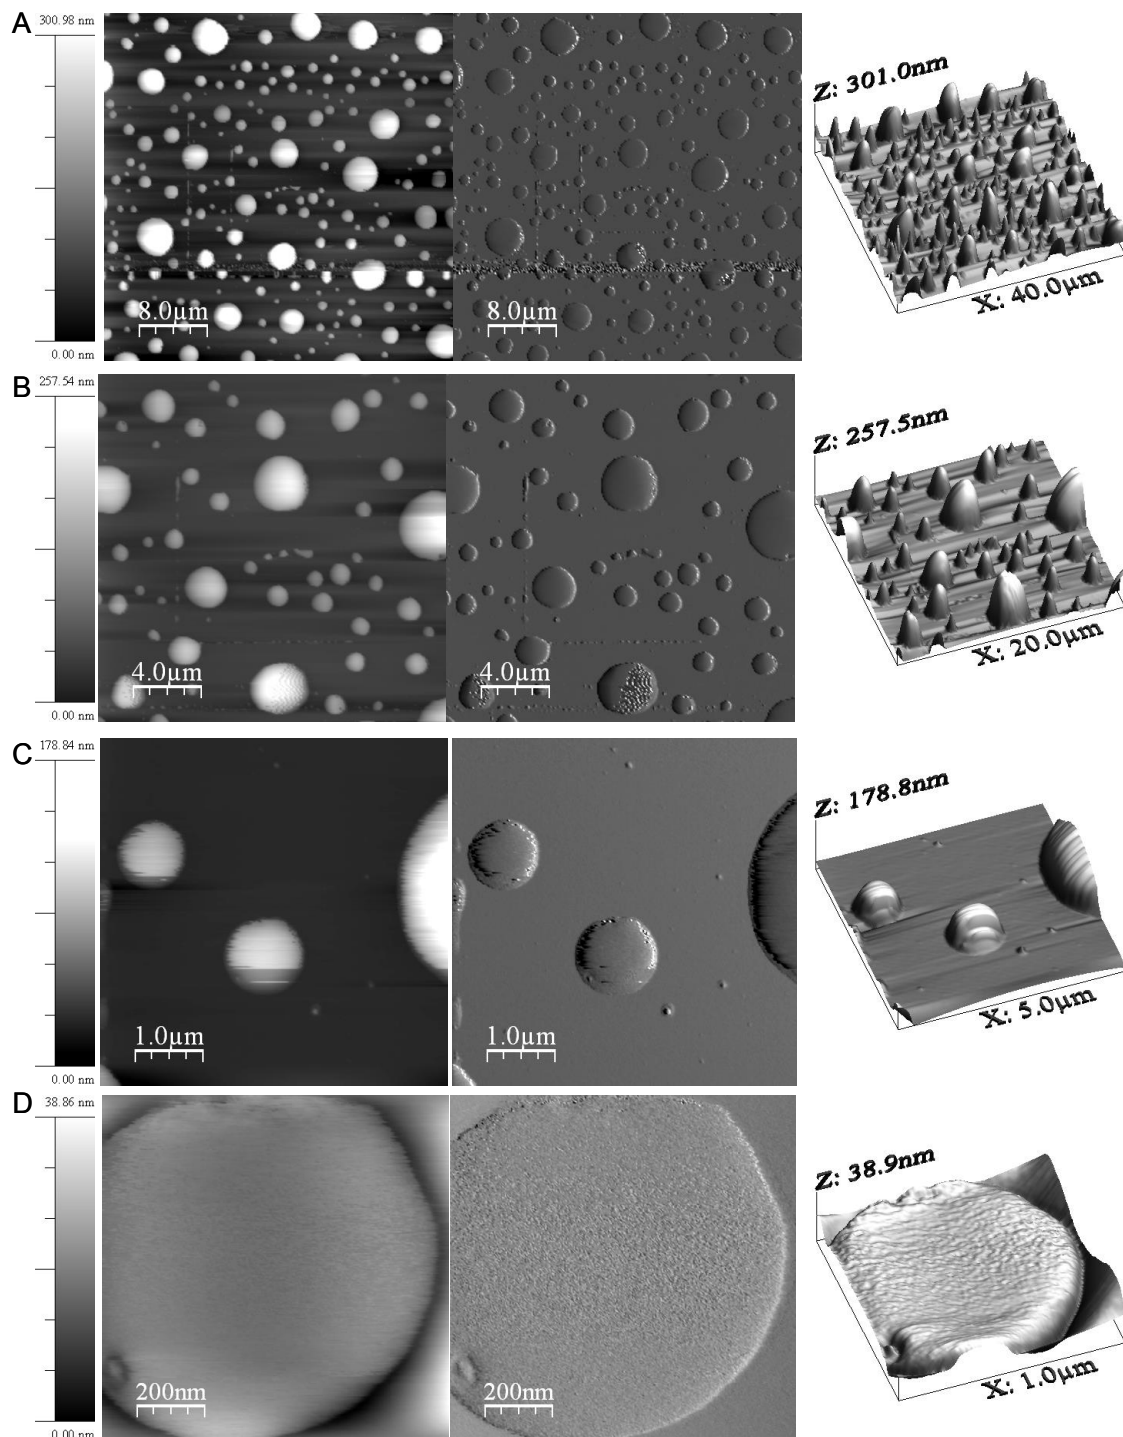 A
300.98 nm
0.00 nm
8.0µm
8.0µm
Z: 301.0nm
X: 40.0µm
B
257.54 nm
0.00 nm
4.0µm
4.0µm
Z: 257.5nm
X: 20.0µm
C
178.84 nm
0.00 nm
1.0µm
1.0µm
Z: 178.8nm
X: 5.0µm
D
38.86 nm
0.00 nm
200nm
200nm
Z: 38.9nm
X: 1.0µm